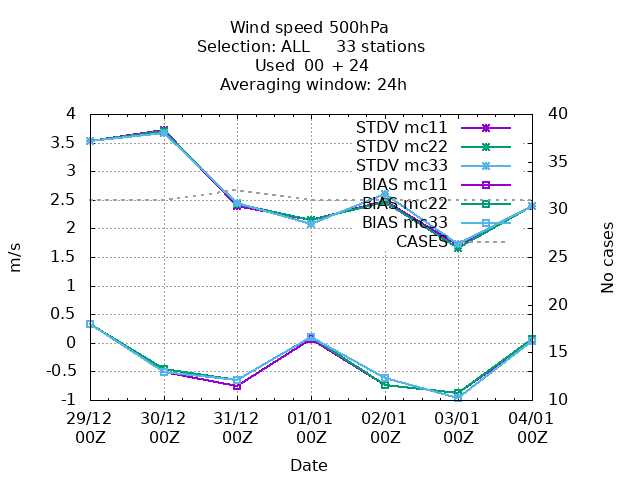 Wind speed 500hPa
Selection: ALL 33 stations
Used 00 + 24
Averaging window: 24h
4
3.5
3
2.5
2
1.5
1
0.5
0
-0.5
-1
m/s
STDV mc11
STDV mc22
STDV mc33
BIAS mc11
BIAS mc22
BIAS mc33
CASES
40
35
30
25
20
15
10
No cases
29/12 30/12 31/12 01/01 02/01 03/01 04/01
00Z 00Z 00Z 00Z 00Z 00Z 00Z
Date